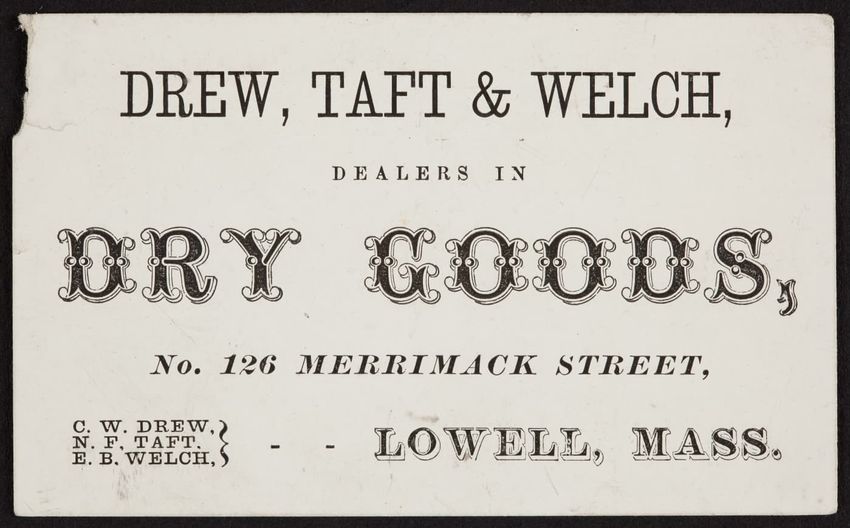 DREW, TAFT & WELCH,
DEALERS IN
DRY GOODS,
No. 126 MERRIMACK STREET,
C. W. DREW,
N. F. TAFT.
E. B. WELCH,
} - - LOWELL, MASS.